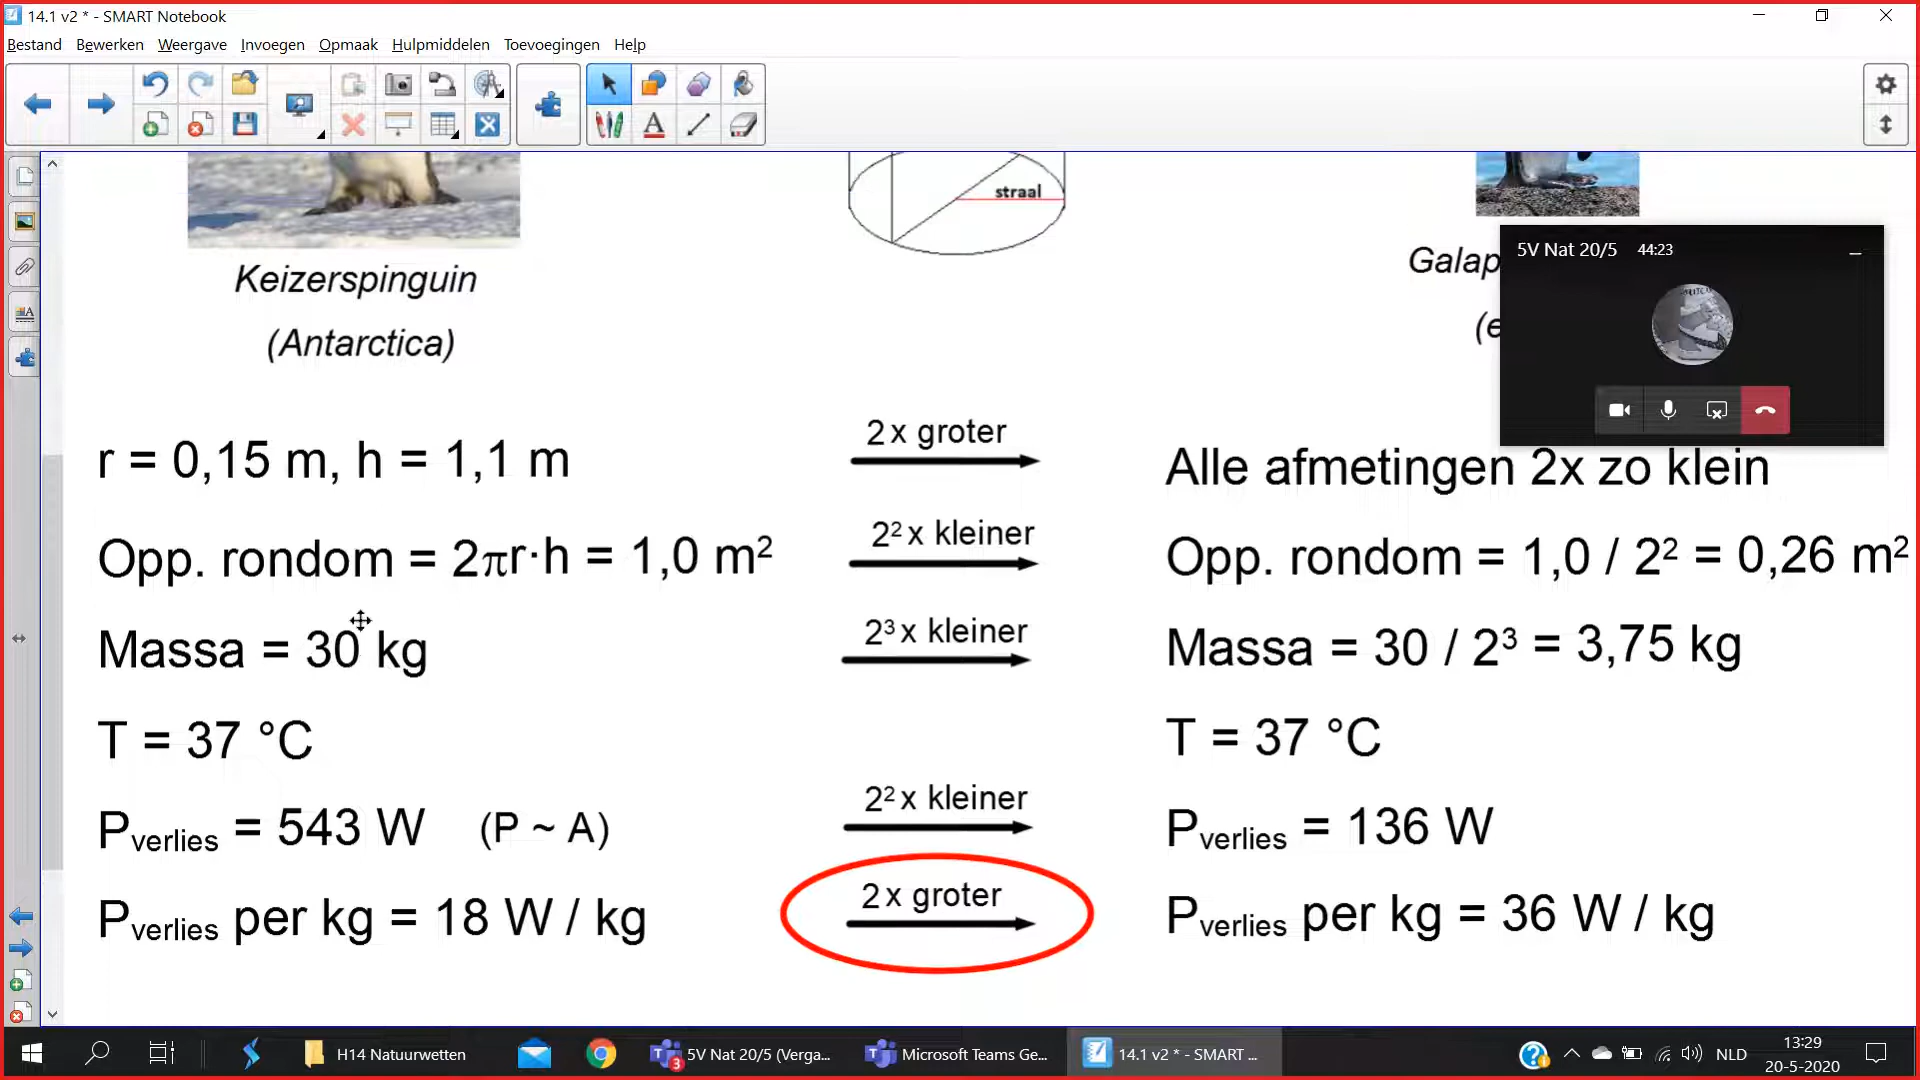 14.1 v2 * - SMART Notebook
Bestand Bewerken Weergave Invoegen Opmaak Hulpmiddelen Toevoegingen Help
straal
5V Nat 20/5 44:23
Keizerspinguin
(Antarctica)
Galap
(e
r = 0,15 m, h = 1,1 m
2 x groter
Alle afmetingen 2x zo klein
Opp. rondom = 2πr·h = 1,0 m²
2² x kleiner
Opp. rondom = 1,0 / 2² = 0,26 m²
Massa = 30 kg
2³ x kleiner
Massa = 30 / 2³ = 3,75 kg
T = 37 °C
T = 37 °C
Pverlies = 543 W (P ~ A)
2² x kleiner
Pverlies = 136 W
Pverlies per kg = 18 W / kg
2 x groter
Pverlies per kg = 36 W / kg
H14 Natuurwetten
3
5V Nat 20/5 (Verga...
Microsoft Teams Ge...
14.1 v2 * - SMART ...
NLD
13:29
20-5-2020